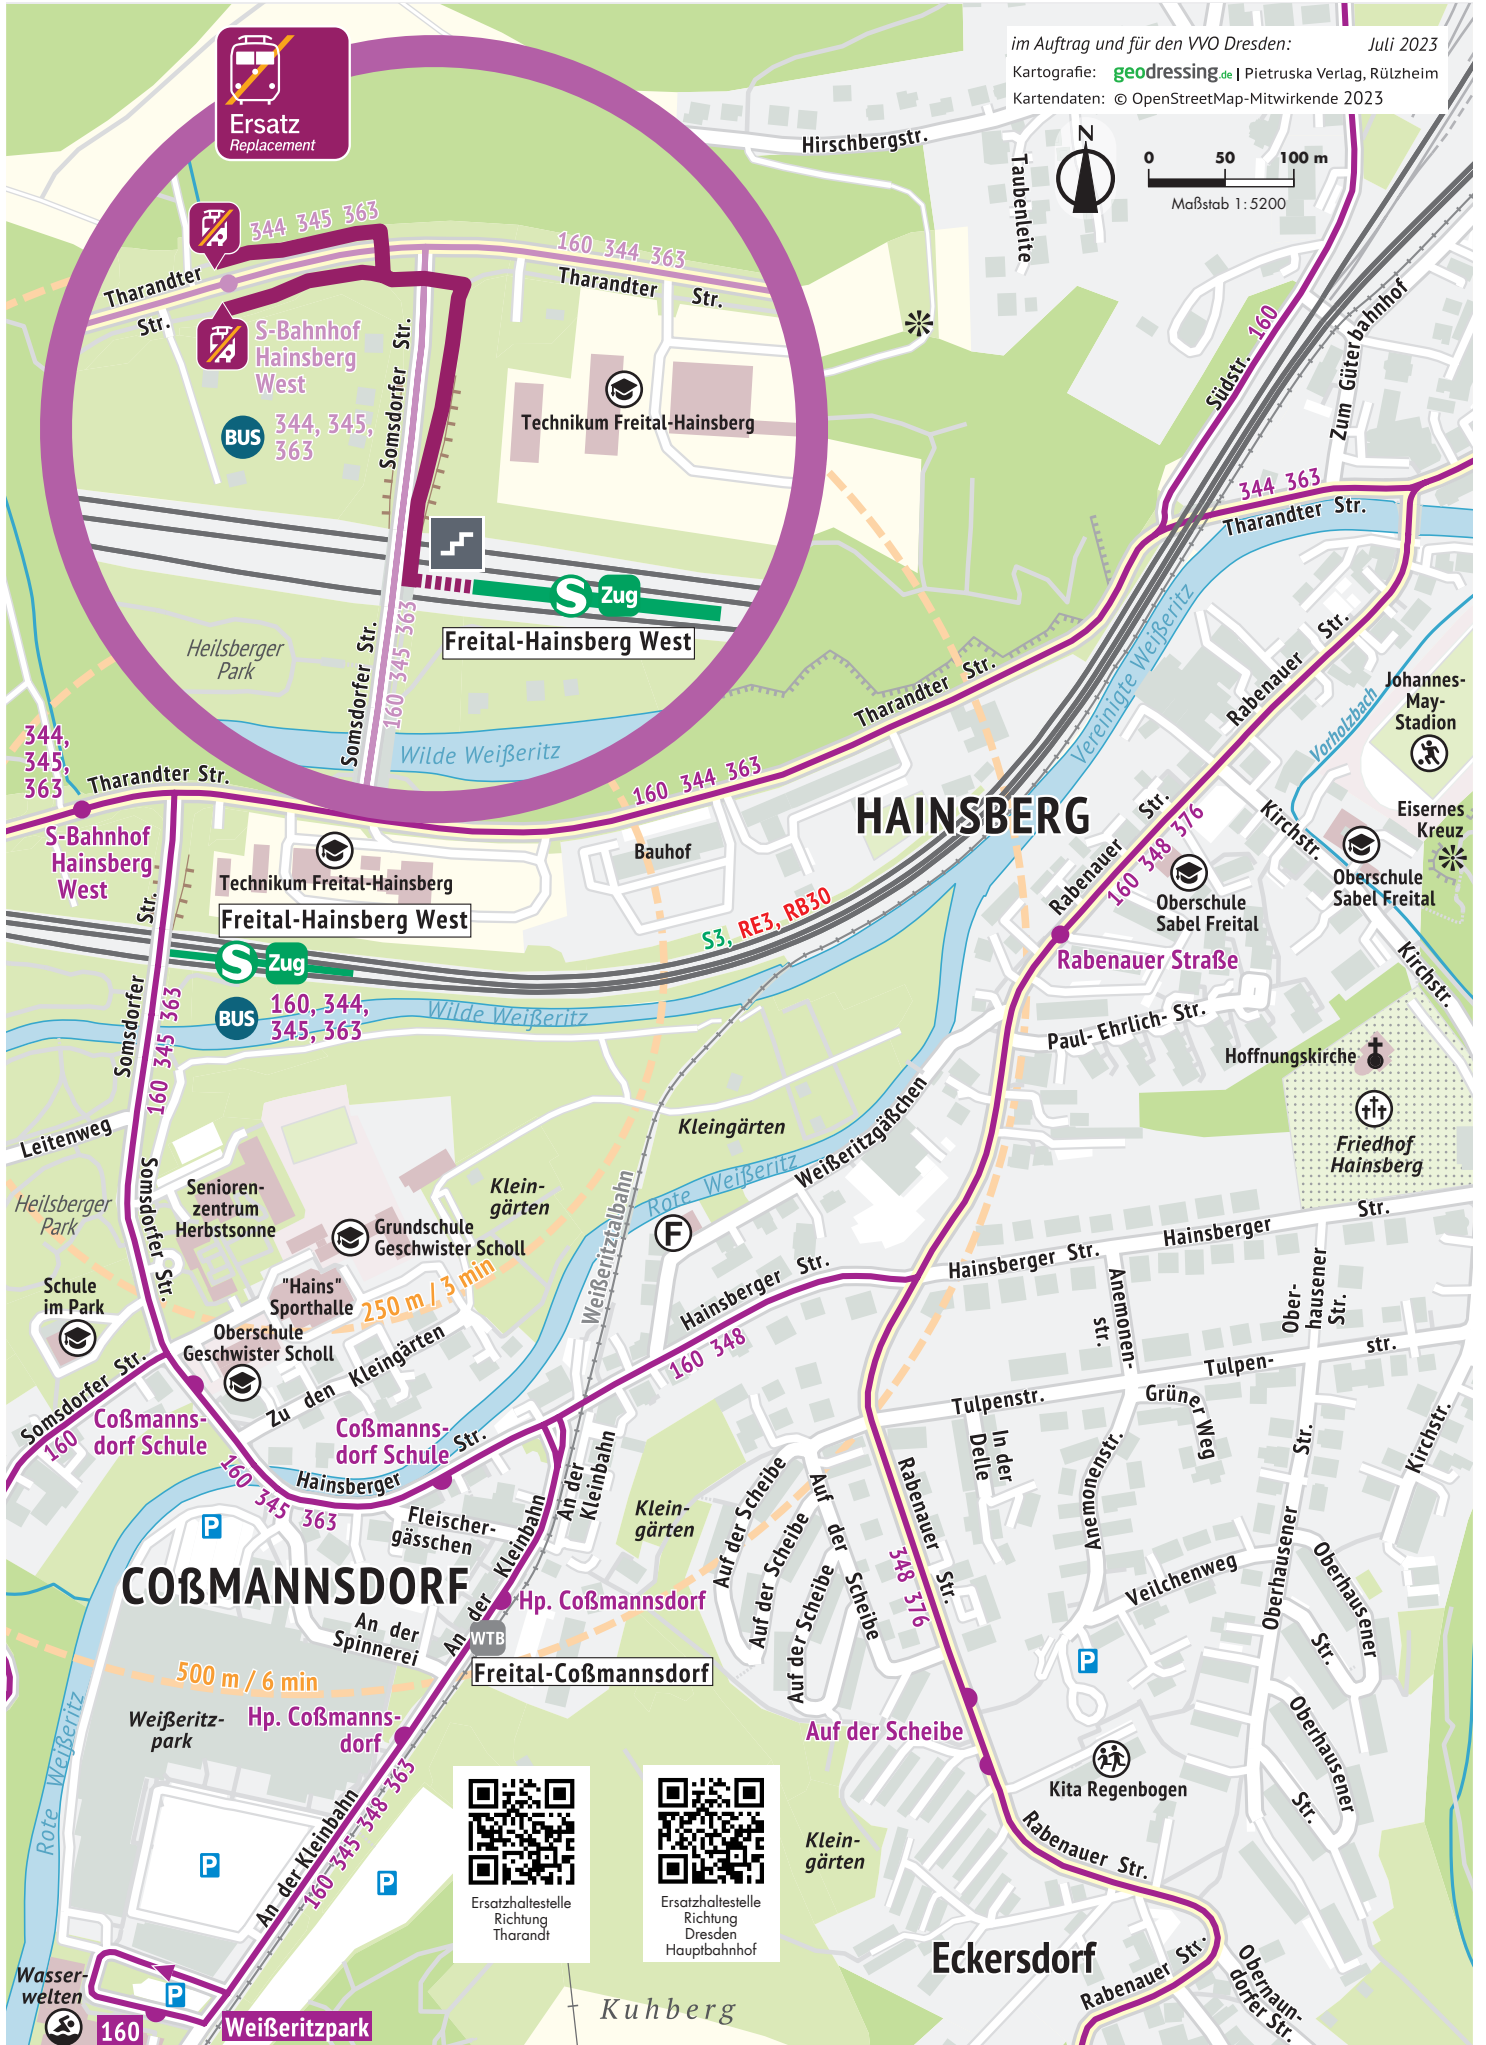 im Auftrag und für den VVO Dresden: Juli 2023
Kartografie: geodressing.de | Pietruska Verlag, Rülzheim
Kartendaten: © OpenStreetMap-Mitwirkende 2023
Ersatz
Replacement
N
0 50 100 m
Maßstab 1:5200
Hirschbergstr.
Taubenleite
344 345 363
160 344 363
Tharandter
Str.
Tharandter
Str.
S-Bahnhof
Hainsberg
West
BUS
344, 345,
363
Somsdorfer Str.
Technikum Freital-Hainsberg
S
Zug
Freital-Hainsberg West
Heilsberger
Park
Somsdorfer Str.
160 345 363
Wilde Weißeritz
Südstr.
160
Zum Güterbahnhof
344 363
Tharandter Str.
Vereinigte Weißeritz
Rabenauer Str.
Johannes-
May-
Stadion
Vorholzbach
344,
345,
363
Tharandter Str.
S-Bahnhof
Hainsberg
West
Tharandter Str.
160 344 363
HAINSBERG
Bauhof
Technikum Freital-Hainsberg
Freital-Hainsberg West
S
Zug
BUS
160, 344,
345, 363
S3, RE3, RB30
Wilde Weißeritz
Rabenauer Str.
160 348 376
Kirchstr.
Eisernes
Kreuz
Oberschule
Sabel Freital
Oberschule
Sabel Freital
Rabenauer Straße
Kirchstr.
Paul-Ehrlich-Str.
Hoffnungskirche
Friedhof
Hainsberg
Str.
Somsdorfer
160 345 363
Leitenweg
Heilsberger
Park
Somsdorfer Str.
Senioren-
zentrum
Herbstsonne
Klein-
gärten
Grundschule
Geschwister Scholl
Kleingärten
Weißeritzgäßchen
Rote Weißeritz
Weißeritztalbahn
F
Schule
im Park
"Hains"
Sporthalle
250 m / 3 min
Oberschule
Geschwister Scholl
Zu den Kleingärten
Hainsberger Str.
160 348
Hainsberger Str.
Hainsberger
Str.
Anemonen-
str.
Ober-
hausener
Str.
Tulpen-
str.
Tulpenstr.
Grüner Weg
In der
Delle
Anemonenstr.
Kirchstr.
Somsdorfer Str.
160
Coßmanns-
dorf Schule
Coßmanns-
dorf Schule
160 345 363
Hainsberger
Str.
P
Fleischer-
gässchen
An der
Kleinbahn
Klein-
gärten
Auf der Scheibe
Auf der Scheibe
Auf der Scheibe
Auf der Scheibe
Rabenauer Str.
348 376
Veilchenweg
Str.
Oberhausener
Oberhausener
Str.
COßMANNSDORF
An der Kleinbahn
Hp. Coßmannsdorf
WTB
Freital-Coßmannsdorf
An der
Spinnerei
500 m / 6 min
P
Weißeritz-
park
Hp. Coßmanns-
dorf
Rote Weißeritz
Auf der Scheibe
Kita Regenbogen
Oberhausener
Str.
An der Kleinbahn
160 345 348 363
P
P
Ersatzhaltestelle
Richtung
Tharandt
Ersatzhaltestelle
Richtung
Dresden
Hauptbahnhof
Klein-
gärten
Rabenauer Str.
Eckersdorf
Rabenauer Str.
Obernaun-
dorfer Str.
Wasser-
welten
P
160
Weißeritzpark
Kuhberg